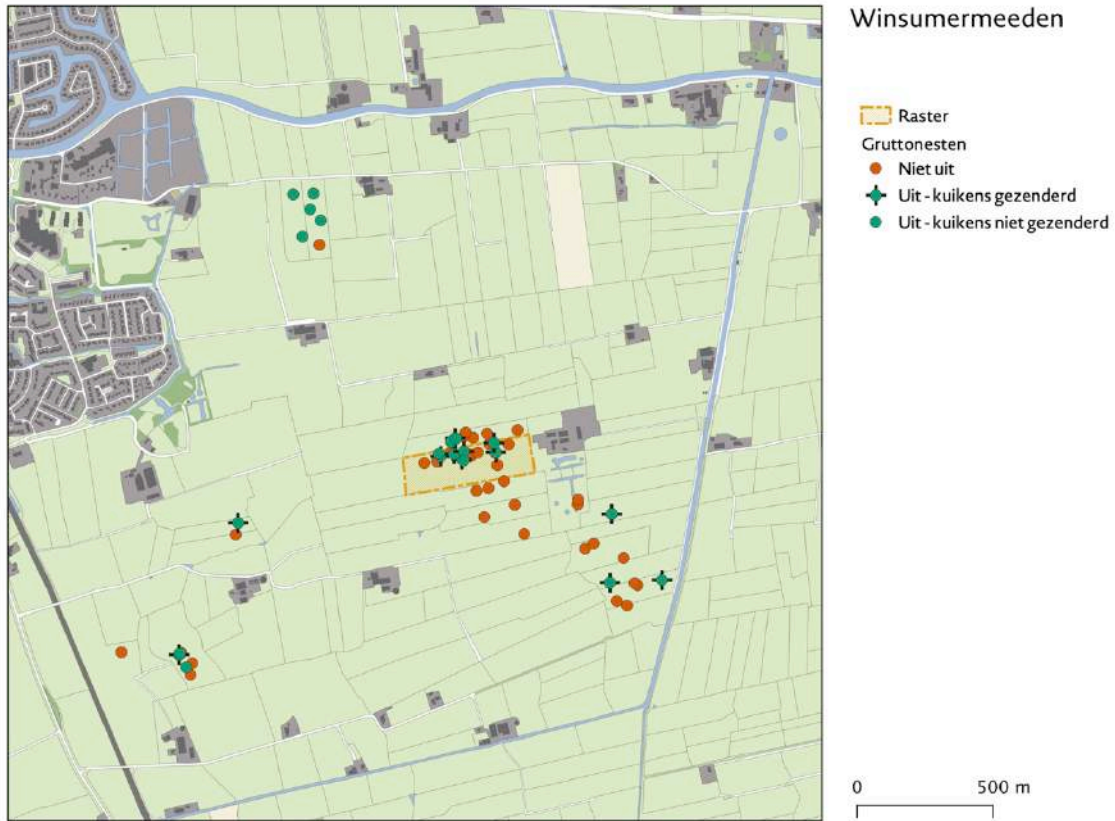 Winsumermeeden
Raster
Gruttonesten
Niet uit
Uit - kuikens gezenderd
Uit - kuikens niet gezenderd
0 500 m